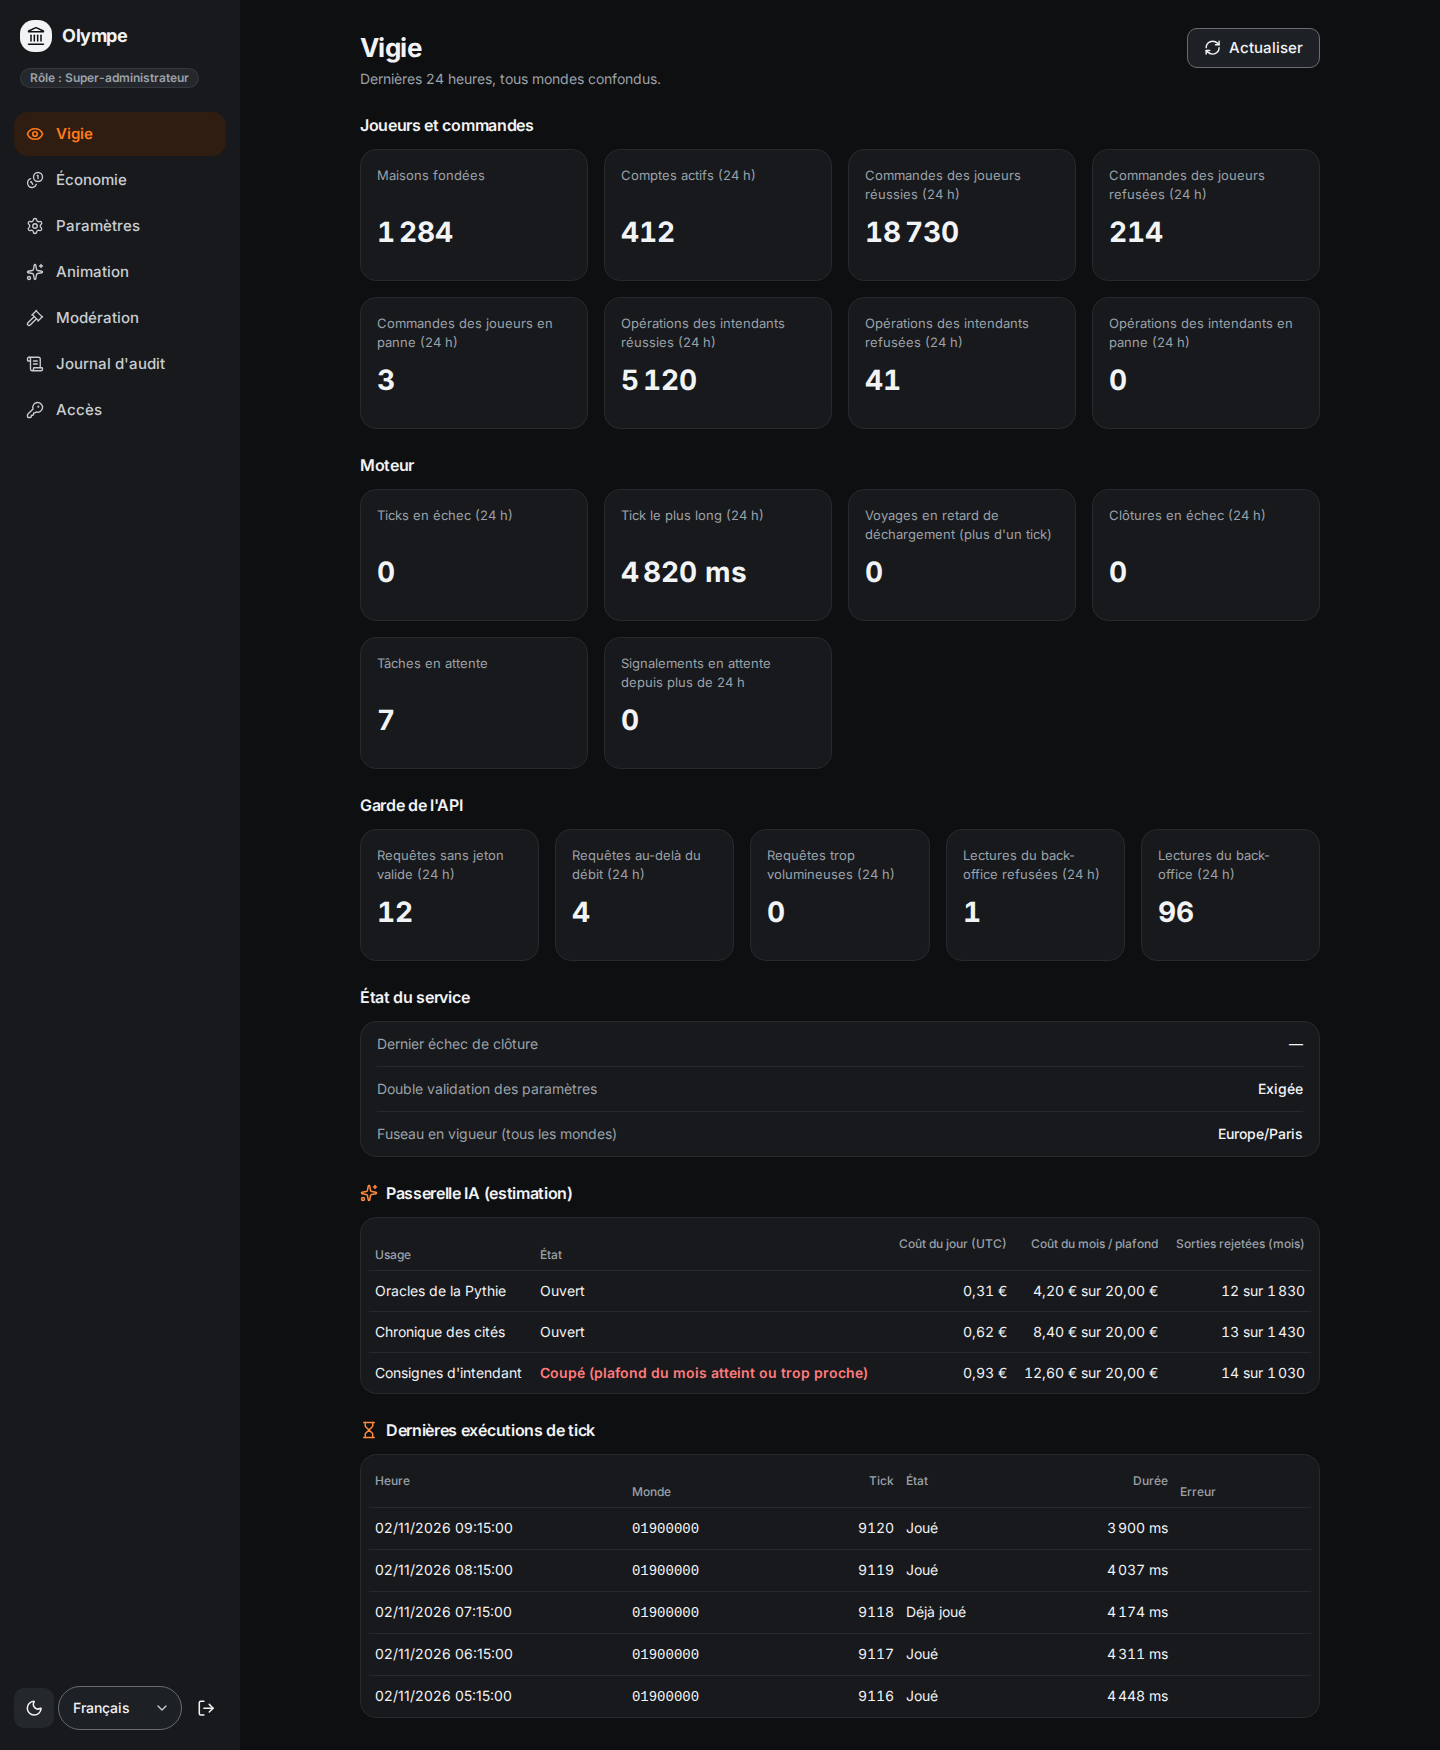 Olympe
Rôle : Super-administrateur
Vigie
Économie
Paramètres
Animation
Modération
Journal d'audit
Accès
Français
Vigie
Actualiser
Dernières 24 heures, tous mondes confondus.
Joueurs et commandes
Maisons fondées
1 284
Comptes actifs (24 h)
412
Commandes des joueurs
réussies (24 h)
18 730
Commandes des joueurs
refusées (24 h)
214
Commandes des joueurs en
panne (24 h)
3
Opérations des intendants
réussies (24 h)
5 120
Opérations des intendants
refusées (24 h)
41
Opérations des intendants en
panne (24 h)
0
Moteur
Ticks en échec (24 h)
0
Tick le plus long (24 h)
4 820 ms
Voyages en retard de
déchargement (plus d'un tick)
0
Clôtures en échec (24 h)
0
Tâches en attente
7
Signalements en attente
depuis plus de 24 h
0
Garde de l'API
Requêtes sans jeton
valide (24 h)
12
Requêtes au-delà du
débit (24 h)
4
Requêtes trop
volumineuses (24 h)
0
Lectures du back-
office refusées (24 h)
1
Lectures du back-
office (24 h)
96
État du service
Dernier échec de clôture —
Double validation des paramètres Exigée
Fuseau en vigueur (tous les mondes) Europe/Paris
Passerelle IA (estimation)
Usage État Coût du jour (UTC) Coût du mois / plafond Sorties rejetées (mois)
Oracles de la Pythie Ouvert 0,31 € 4,20 € sur 20,00 € 12 sur 1 830
Chronique des cités Ouvert 0,62 € 8,40 € sur 20,00 € 13 sur 1 430
Consignes d'intendant Coupé (plafond du mois atteint ou trop proche) 0,93 € 12,60 € sur 20,00 € 14 sur 1 030
Dernières exécutions de tick
Heure Monde Tick État Durée Erreur
02/11/2026 09:15:00 01900000 9120 Joué 3 900 ms
02/11/2026 08:15:00 01900000 9119 Joué 4 037 ms
02/11/2026 07:15:00 01900000 9118 Déjà joué 4 174 ms
02/11/2026 06:15:00 01900000 9117 Joué 4 311 ms
02/11/2026 05:15:00 01900000 9116 Joué 4 448 ms